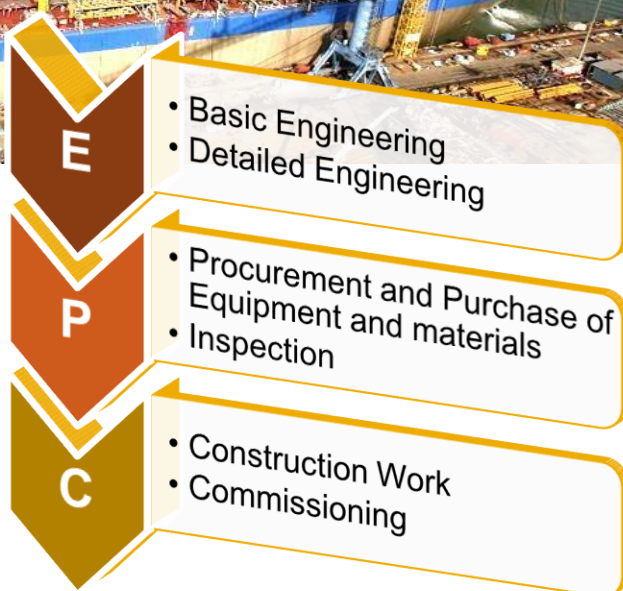 E
• Basic Engineering
• Detailed Engineering
P
• Procurement and Purchase of
Equipment and materials
• Inspection
C
• Construction Work
• Commissioning